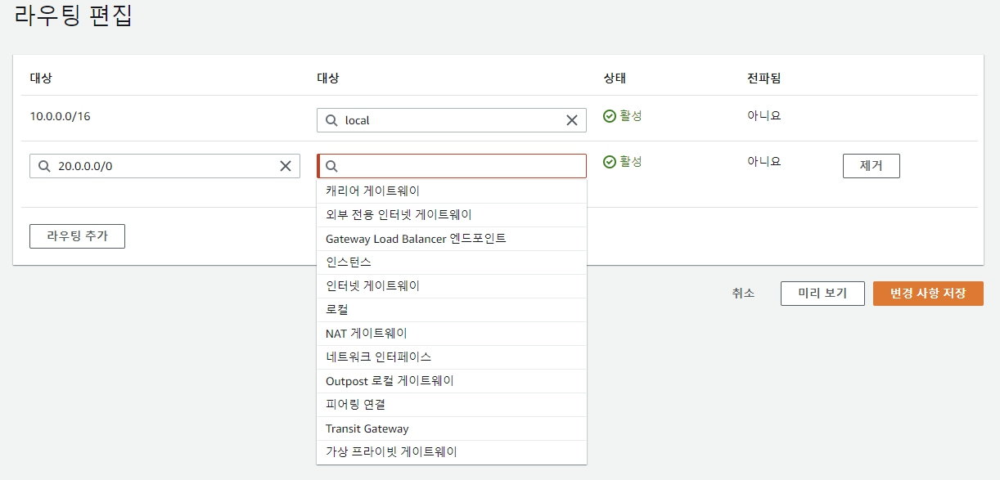 라우팅 편집
대상 대상 상태 전파됨
10.0.0.0/16 local 활성 아니요
20.0.0.0/0 활성 아니요 제거
캐리어 게이트웨이
외부 전용 인터넷 게이트웨이
라우팅 추가
Gateway Load Balancer 엔드포인트
인스턴스
인터넷 게이트웨이
취소 미리 보기 변경 사항 저장
로컬
NAT 게이트웨이
네트워크 인터페이스
Outpost 로컬 게이트웨이
피어링 연결
Transit Gateway
가상 프라이빗 게이트웨이